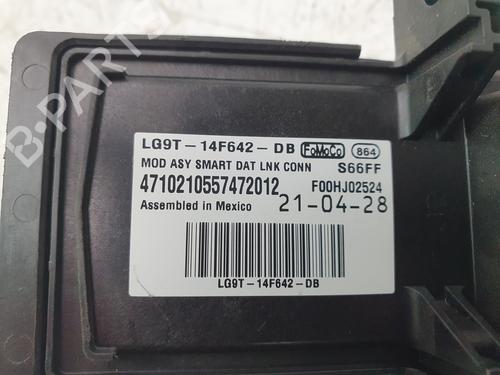 LG9T-14F642-DB FoMoCo 864
MOD ASY SMART DAT LNK CONN S66FF
4710210557472012 F00HJ02524
Assembled in Mexico 21-04-28
LG9T-14F642-DB
B-Parts